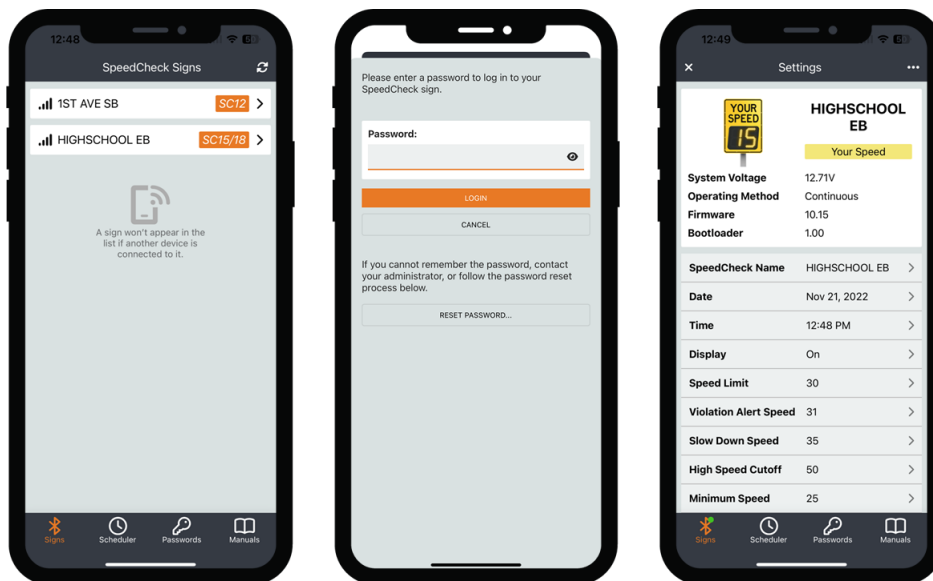 12:48
SpeedCheck Signs
1ST AVE SB
SC12
HIGHSCHOOL EB
SC15/18
A sign won't appear in the
list if another device is
connected to it.
Signs
Scheduler
Passwords
Manuals
Please enter a password to log in to your
SpeedCheck sign.
Password:
LOGIN
CANCEL
If you cannot remember the password, contact
your administrator, or follow the password reset
process below.
RESET PASSWORD...
12:49
Settings
YOUR
SPEED
15
HIGHSCHOOL
EB
Your Speed
System Voltage 12.71V
Operating Method Continuous
Firmware 10.15
Bootloader 1.00
SpeedCheck Name HIGHSCHOOL EB
Date Nov 21, 2022
Time 12:48 PM
Display On
Speed Limit 30
Violation Alert Speed 31
Slow Down Speed 35
High Speed Cutoff 50
Minimum Speed 25
Signs
Scheduler
Passwords
Manuals